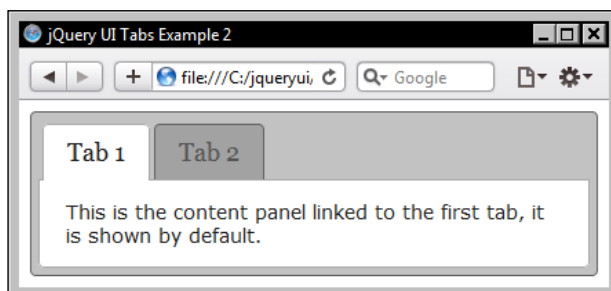 jQuery UI Tabs Example 2
file:///C:/jqueryui/
Google
Tab 1
Tab 2
This is the content panel linked to the first tab, it
is shown by default.